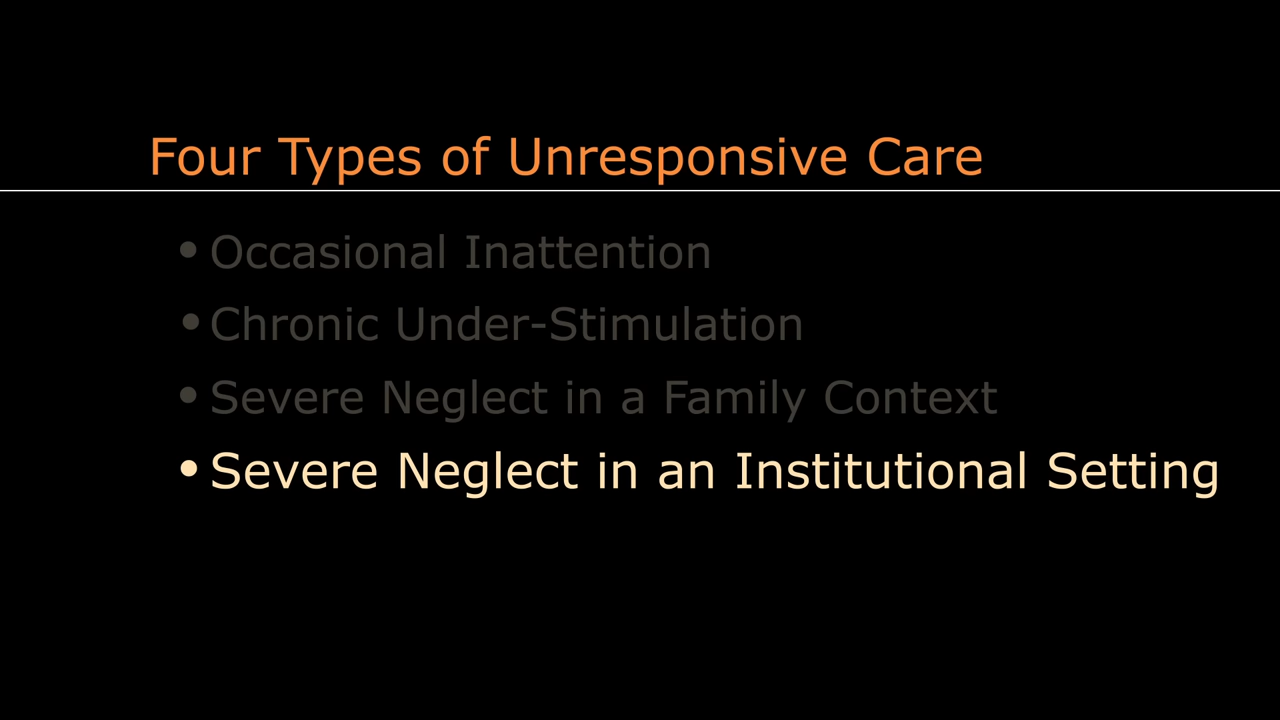 Four Types of Unresponsive Care
• Occasional Inattention
• Chronic Under-Stimulation
• Severe Neglect in a Family Context
• Severe Neglect in an Institutional Setting